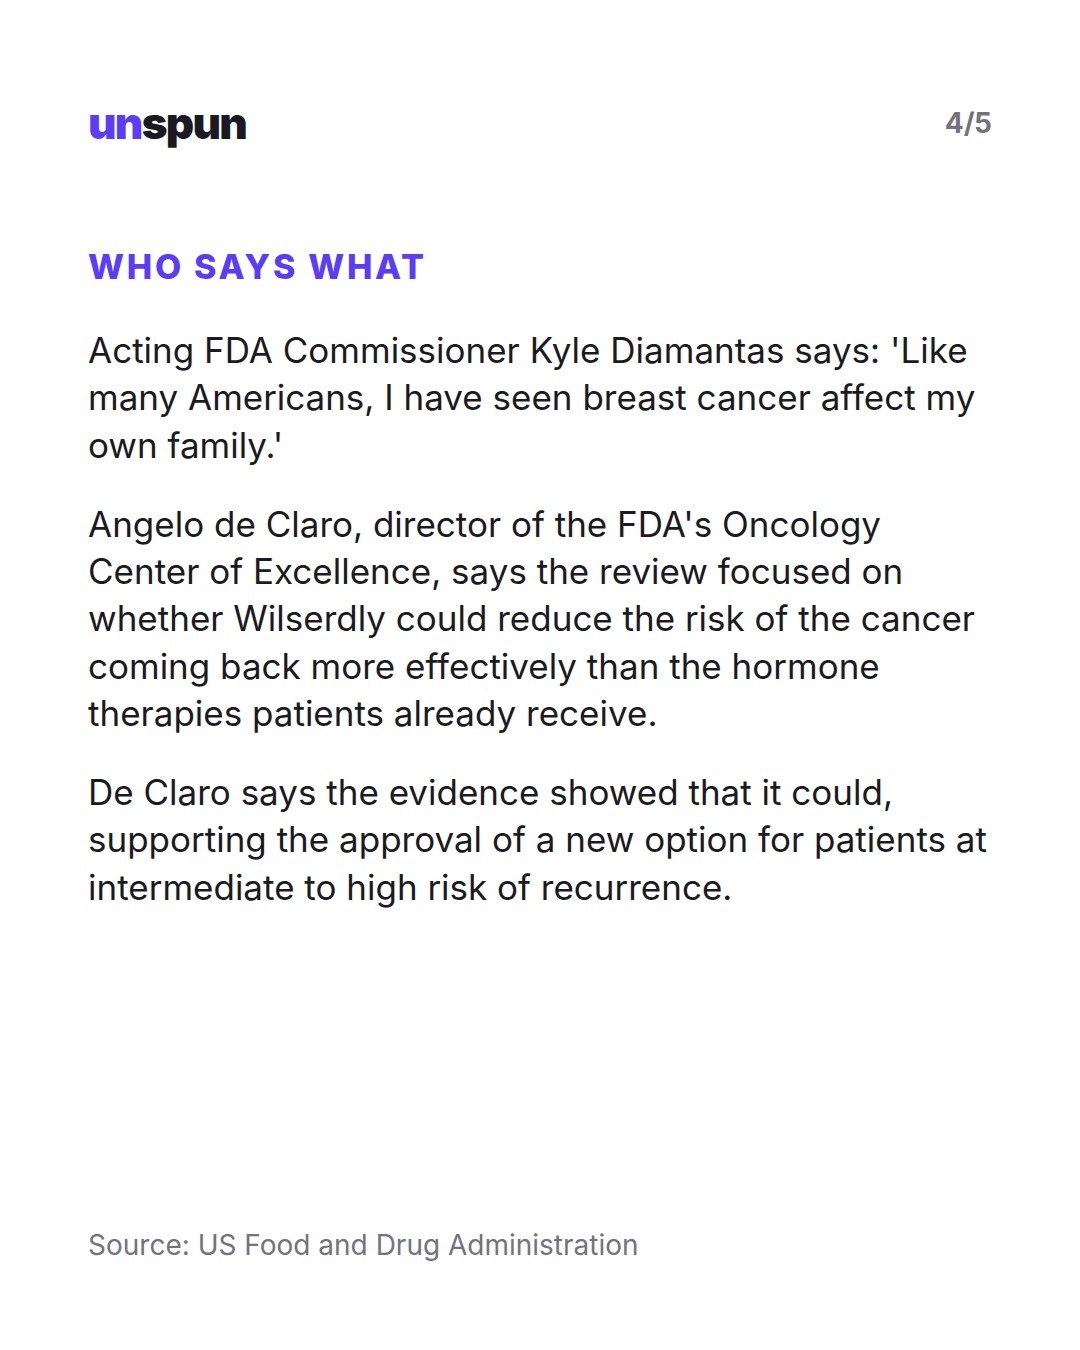 unspun
4/5
WHO SAYS WHAT
Acting FDA Commissioner Kyle Diamantas says: 'Like
many Americans, I have seen breast cancer affect my
own family.'
Angelo de Claro, director of the FDA's Oncology
Center of Excellence, says the review focused on
whether Wilserdly could reduce the risk of the cancer
coming back more effectively than the hormone
therapies patients already receive.
De Claro says the evidence showed that it could,
supporting the approval of a new option for patients at
intermediate to high risk of recurrence.
Source: US Food and Drug Administration